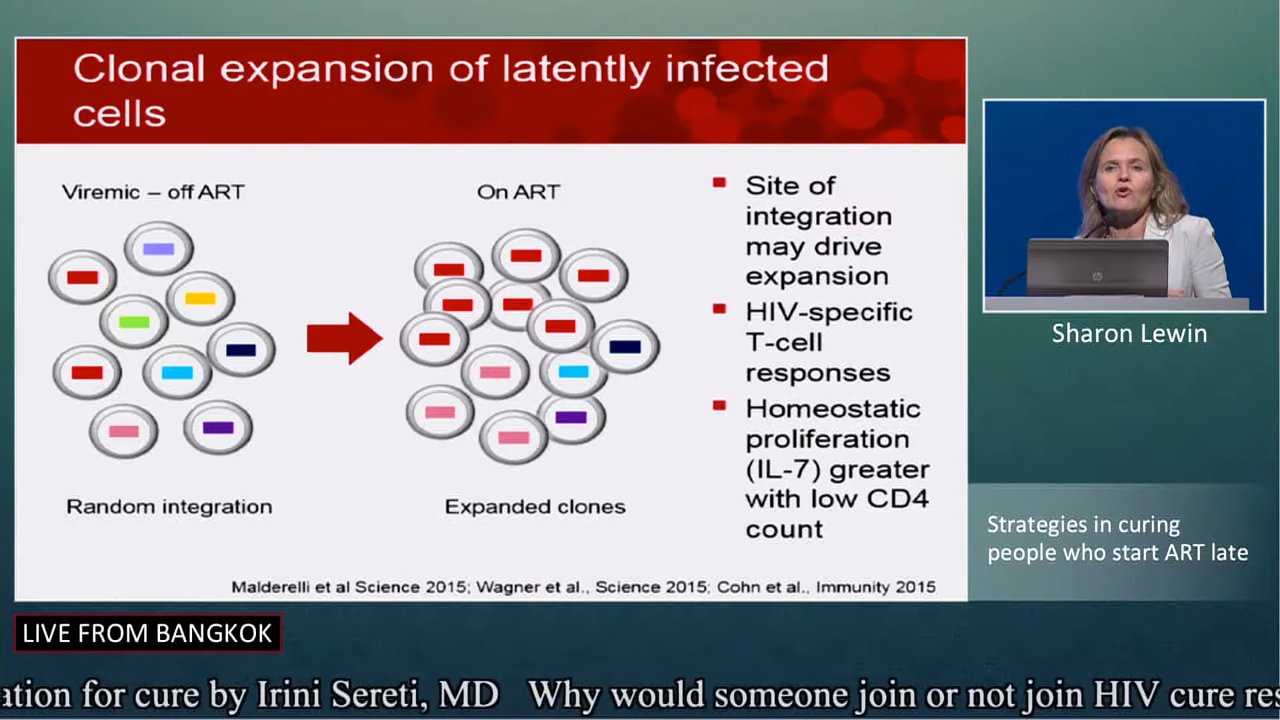 Clonal expansion of latently infected
cells
Viremic – off ART
On ART
Random integration
Expanded clones
Site of
integration
may drive
expansion
HIV-specific
T-cell
responses
Homeostatic
proliferation
(IL-7) greater
with low CD4
count
Malderelli et al Science 2015; Wagner et al., Science 2015; Cohn et al., Immunity 2015
hp
Sharon Lewin
Strategies in curing
people who start ART late
LIVE FROM BANGKOK
ation for cure by Irini Sereti, MD Why would someone join or not join HIV cure res